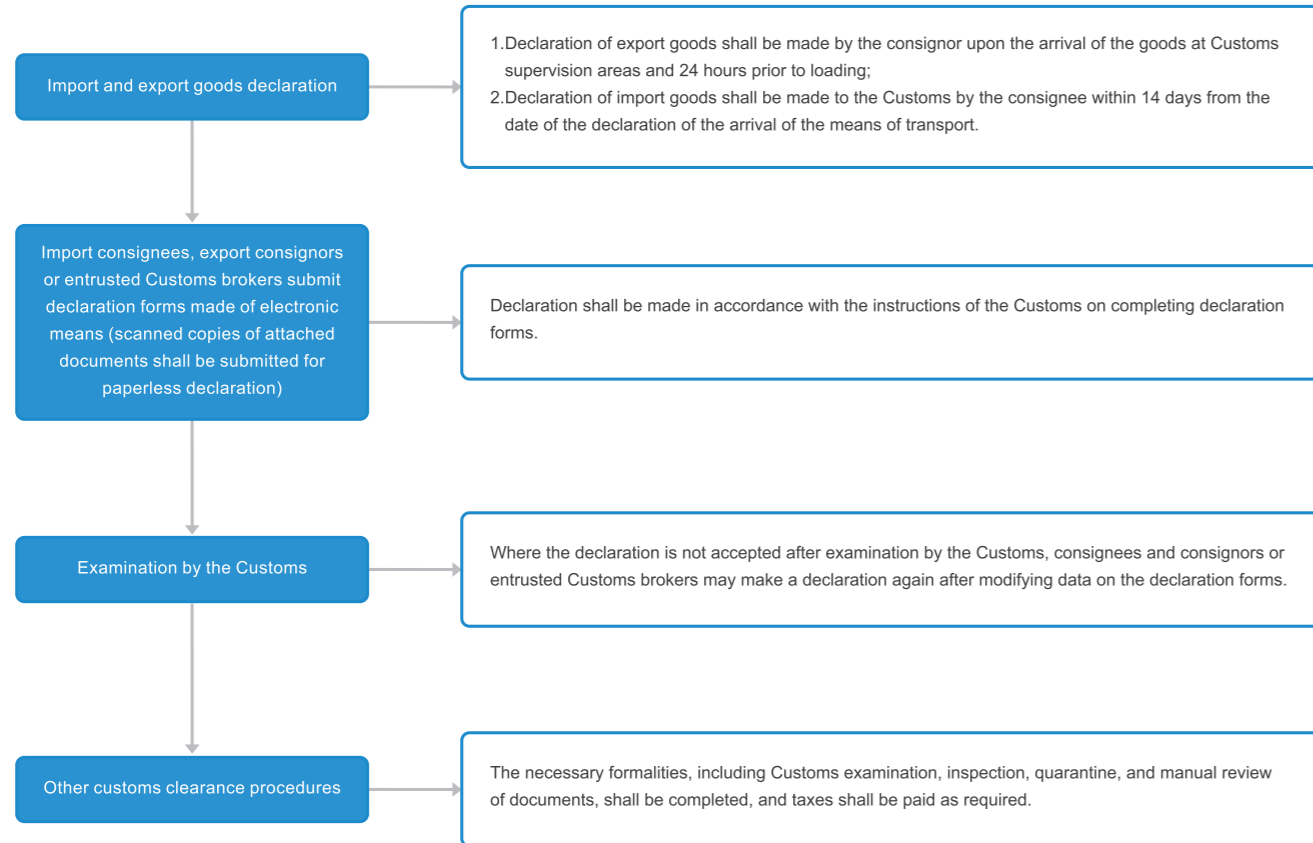 Import and export goods declaration
1.Declaration of export goods shall be made by the consignor upon the arrival of the goods at Customs
supervision areas and 24 hours prior to loading;
2.Declaration of import goods shall be made to the Customs by the consignee within 14 days from the
date of the declaration of the arrival of the means of transport.
Import consignees, export consignors
or entrusted Customs brokers submit
declaration forms made of electronic
means (scanned copies of attached
documents shall be submitted for
paperless declaration)
Declaration shall be made in accordance with the instructions of the Customs on completing declaration
forms.
Examination by the Customs
Where the declaration is not accepted after examination by the Customs, consignees and consignors or
entrusted Customs brokers may make a declaration again after modifying data on the declaration forms.
Other customs clearance procedures
The necessary formalities, including Customs examination, inspection, quarantine, and manual review
of documents, shall be completed, and taxes shall be paid as required.